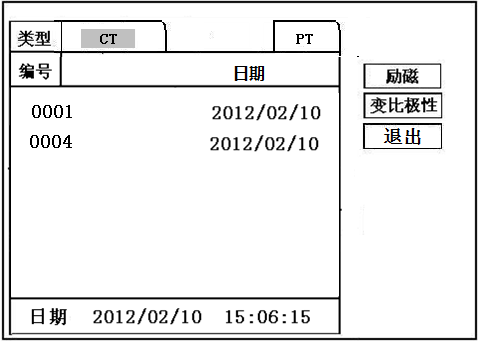 类型 CT PT
编号 日期
励磁
0001 2012/02/10
变比极性
0004 2012/02/10
退出
日期 2012/02/10 15:06:15